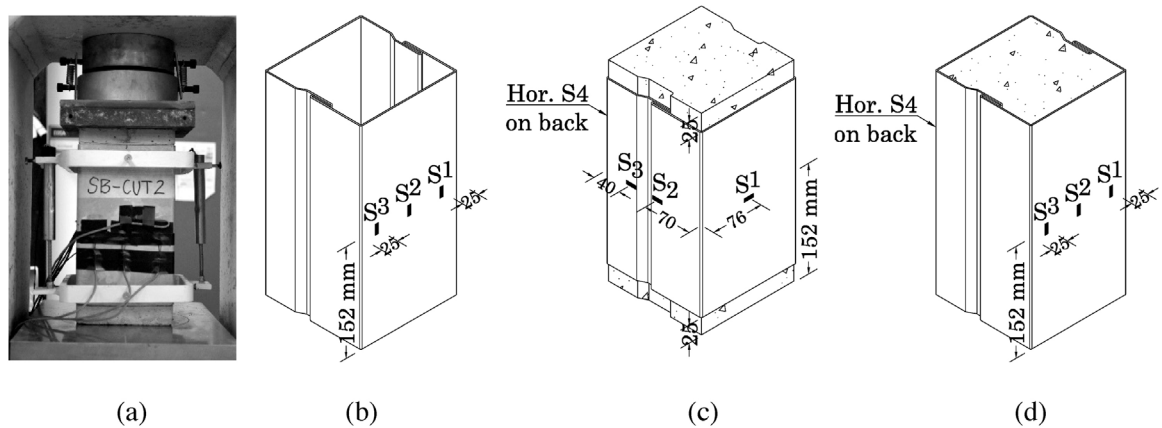 SB-CUT2
S1
S2
S3
25
25
152 mm
(a)
(b)
Hor. S4
on back
25
S3
S2
S1
40
70
76
152 mm
25
(c)
Hor. S4
on back
S1
S2
S3
25
25
152 mm
(d)